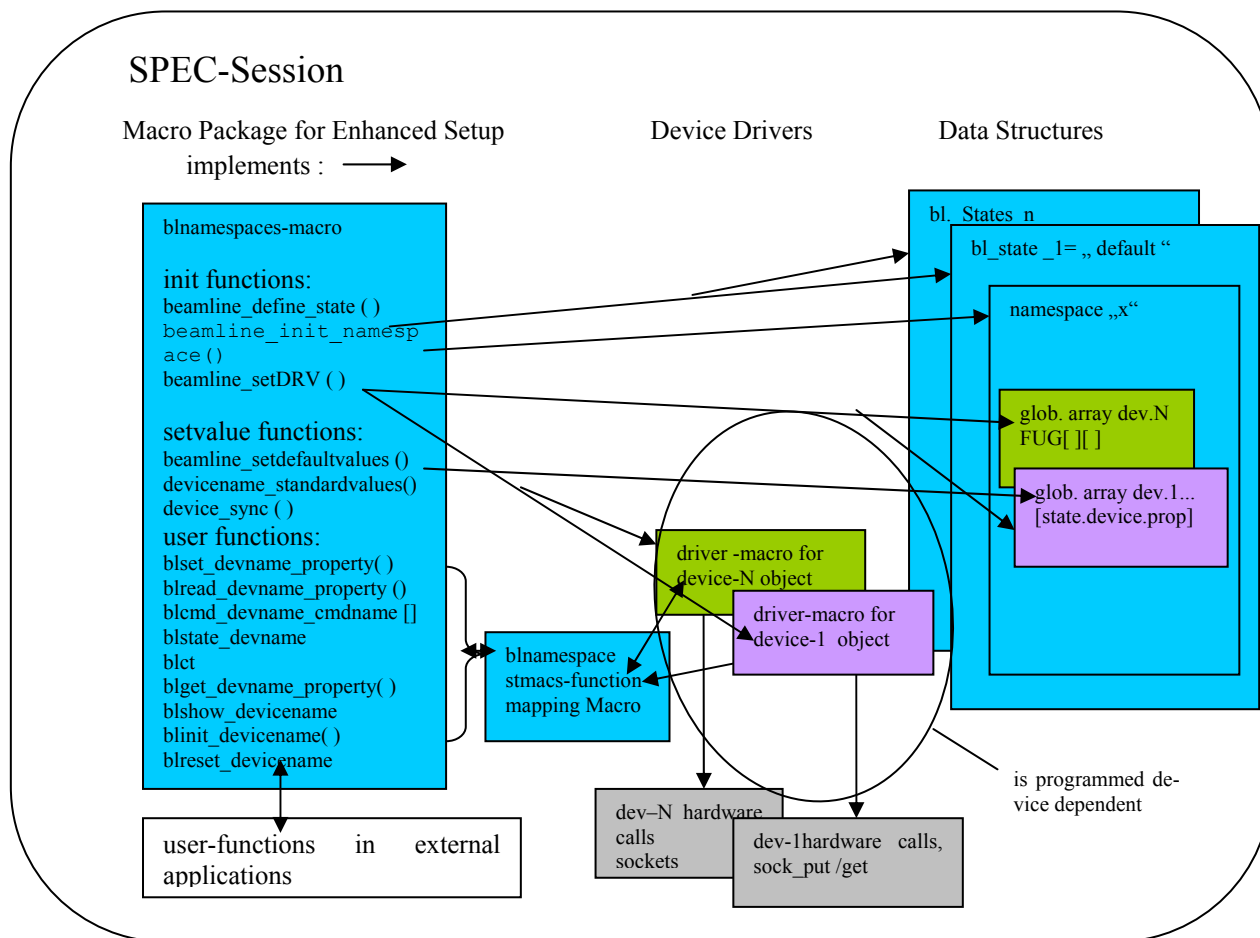 SPEC-Session
Macro Package for Enhanced Setup
implements :
Device Drivers
Data Structures
blnamespaces-macro
init functions:
beamline_define_state ( )
beamline_init_namesp
ace()
beamline_setDRV ( )
setvalue functions:
beamline_setdefaultvalues ()
devicename_standardvalues()
device_sync ( )
user functions:
blset_devname_property( )
blread_devname_property ()
blcmd_devname_cmdname []
blstate_devname
blct
blget_devname_property( )
blshow_devicename
blinit_devicename( )
blreset_devicename
user-functions in external
applications
blnamespace
stmacs-function
mapping Macro
driver -macro for
device-N object
driver-macro for
device-1 object
dev–N hardware
calls
sockets
dev-1hardware calls,
sock_put /get
bl. States n
bl_state _1= „ default “
namespace „x“
glob. array dev.N
FUG[ ][ ]
glob. array dev.1...
[state.device.prop]
is programmed de-
vice dependent